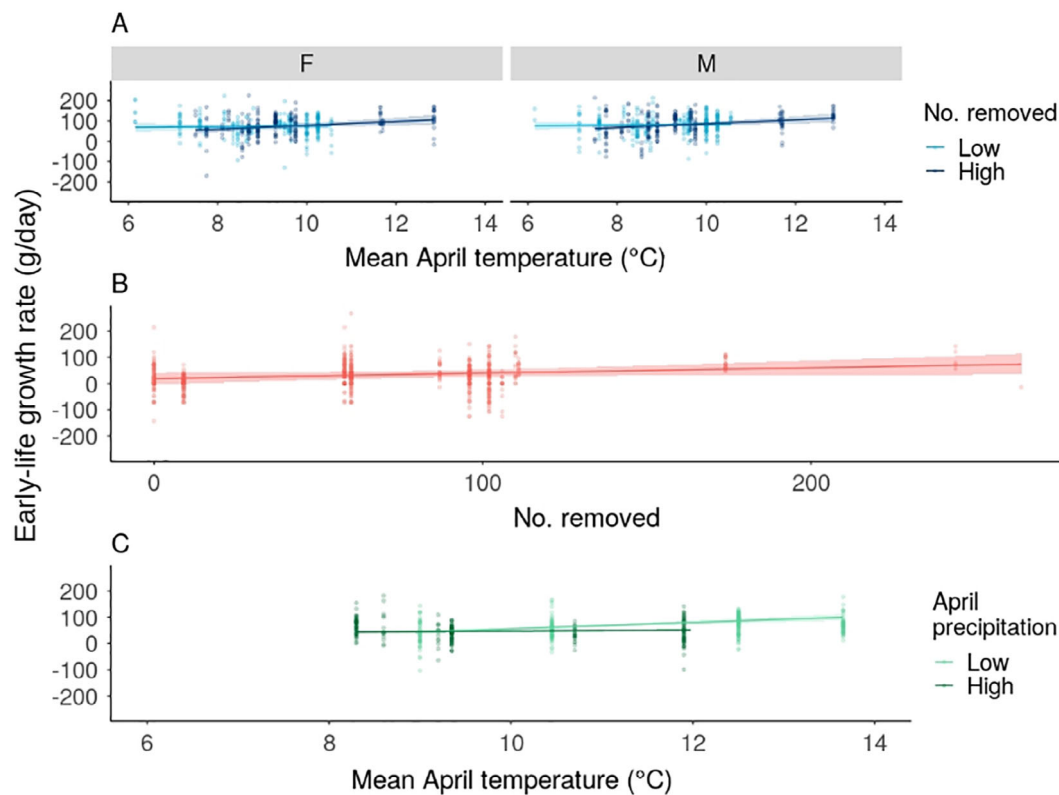 A
F
M
200
100
0
-100
-200
6
8
10
12
14
6
8
10
12
14
Mean April temperature (°C)
No. removed
Low
High
Early-life growth rate (g/day)
B
200
100
0
-100
-200
0
100
200
No. removed
C
200
100
0
-100
-200
6
8
10
12
14
Mean April temperature (°C)
April
precipitation
Low
High